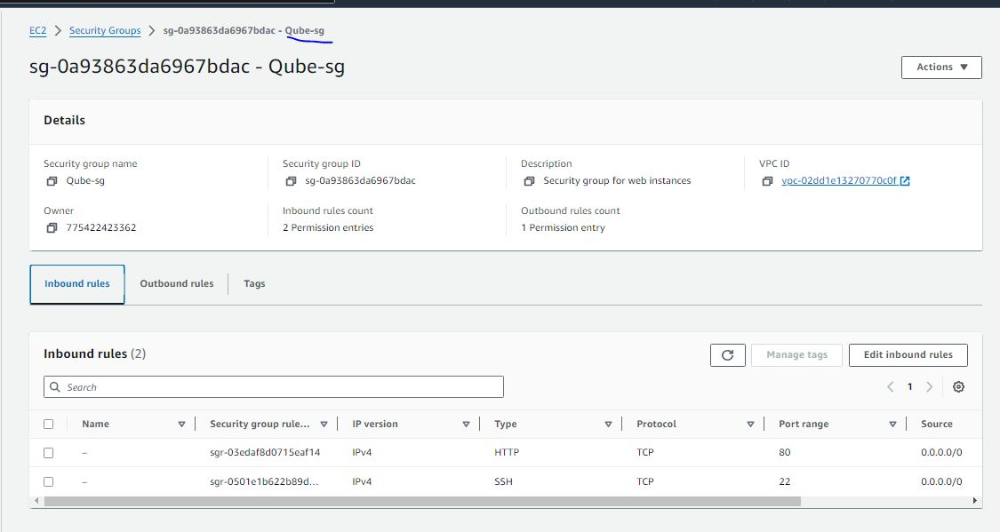 EC2 > Security Groups > sg-0a93863da6967bdac - Qube-sg
sg-0a93863da6967bdac - Qube-sg
Actions
Details
Security group name Security group ID Description VPC ID
Qube-sg sg-0a93863da6967bdac Security group for web instances vpc-02dd1e13270770c0f
Owner Inbound rules count Outbound rules count
775422423362 2 Permission entries 1 Permission entry
Inbound rules Outbound rules Tags
Inbound rules (2) Manage tags Edit inbound rules
Search 1
Name Security group rule... IP version Type Protocol Port range Source
– sgr-03edaf8d0715eaf14 IPv4 HTTP TCP 80 0.0.0.0/0
– sgr-0501e1b622b89d... IPv4 SSH TCP 22 0.0.0.0/0